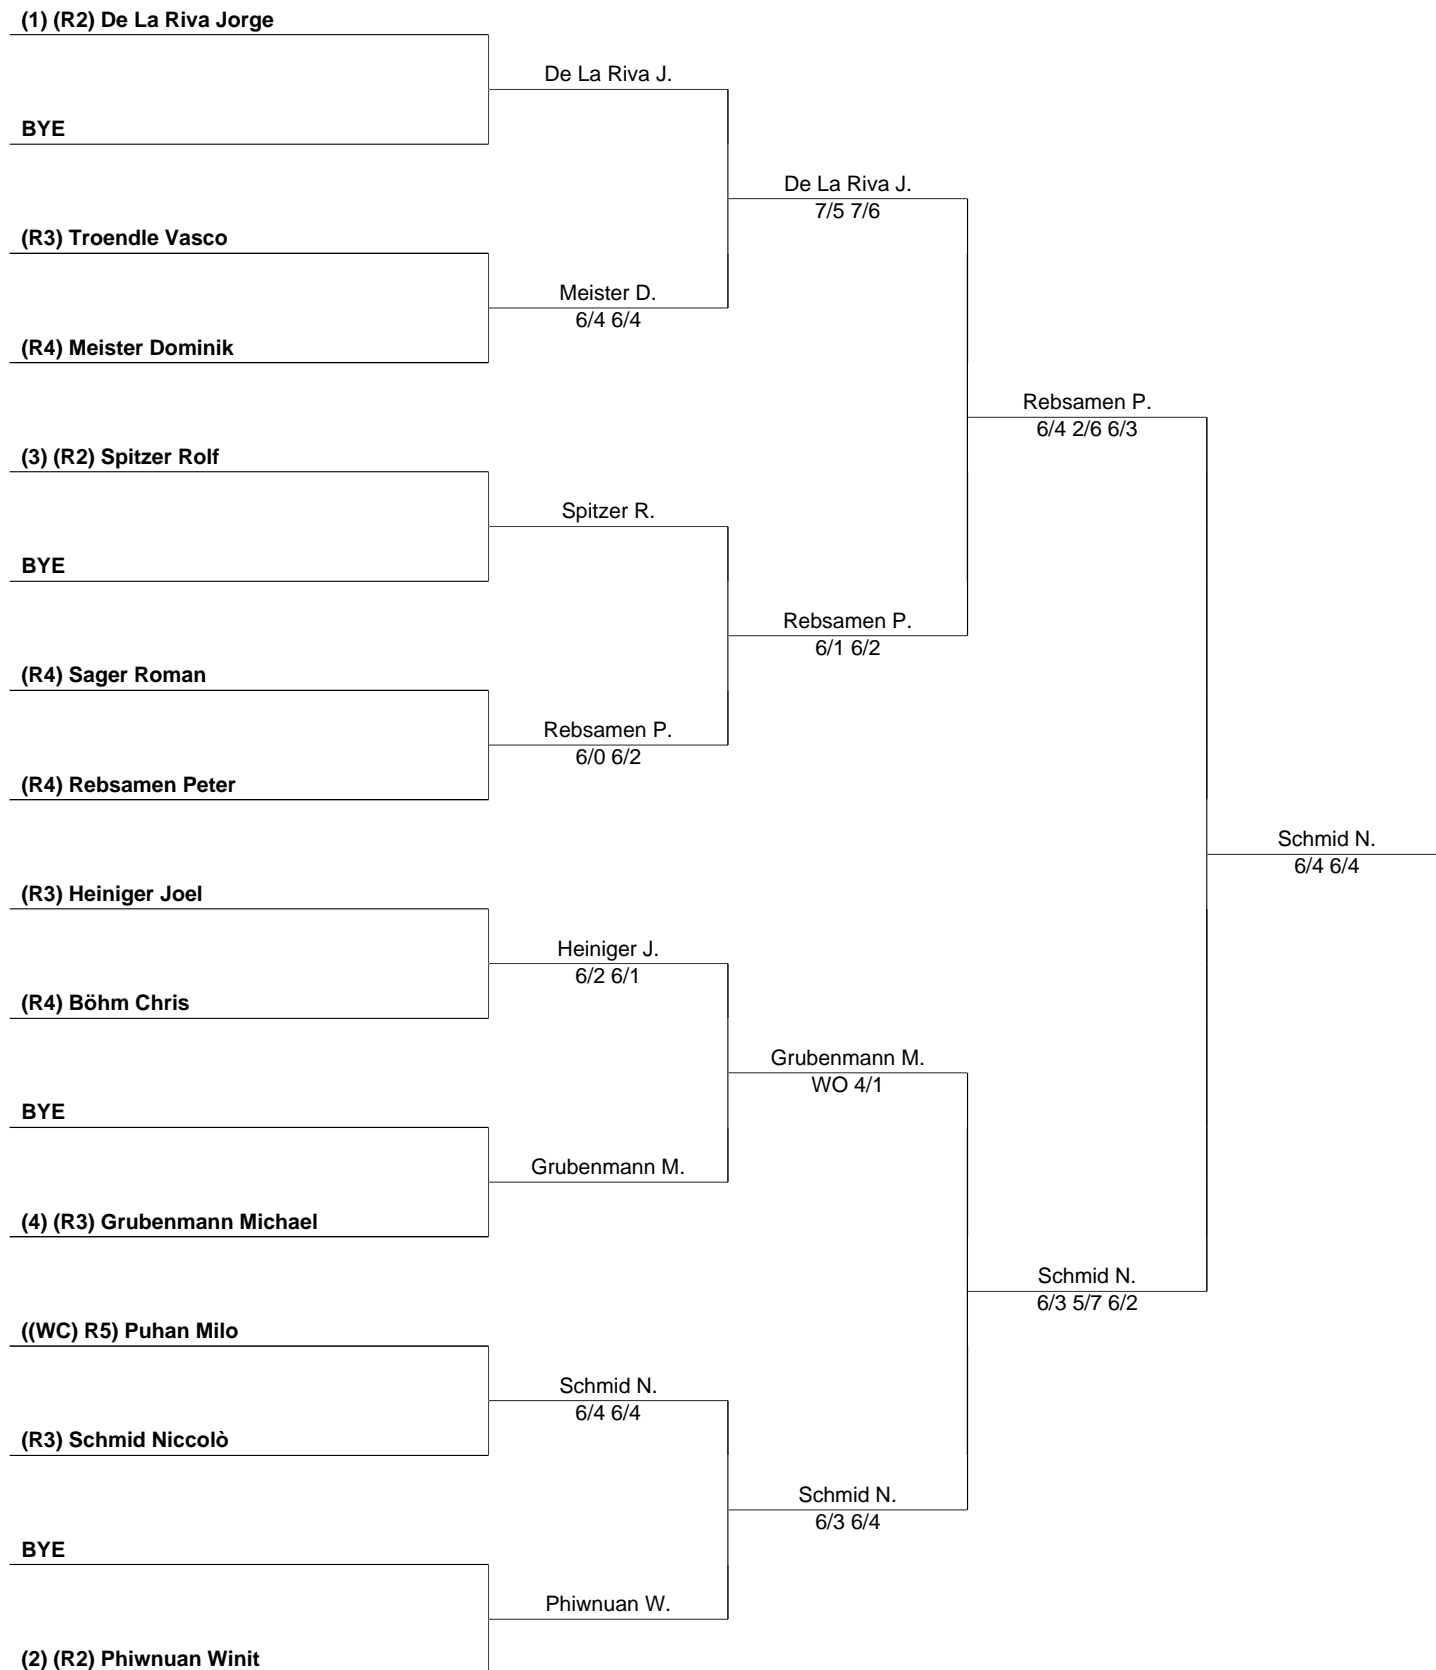 (1) (R2) De La Riva Jorge
De La Riva J.
BYE
De La Riva J.
7/5 7/6
(R3) Troendle Vasco
Meister D.
6/4 6/4
(R4) Meister Dominik
Rebsamen P.
6/4 2/6 6/3
(3) (R2) Spitzer Rolf
Spitzer R.
BYE
Rebsamen P.
6/1 6/2
(R4) Sager Roman
Rebsamen P.
6/0 6/2
(R4) Rebsamen Peter
Schmid N.
6/4 6/4
(R3) Heiniger Joel
Heiniger J.
6/2 6/1
(R4) Böhm Chris
Grubenmann M.
WO 4/1
BYE
Grubenmann M.
(4) (R3) Grubenmann Michael
Schmid N.
6/3 5/7 6/2
((WC) R5) Puhan Milo
Schmid N.
6/4 6/4
(R3) Schmid Niccolò
Schmid N.
6/3 6/4
BYE
Phiwnuan W.
(2) (R2) Phiwnuan Winit